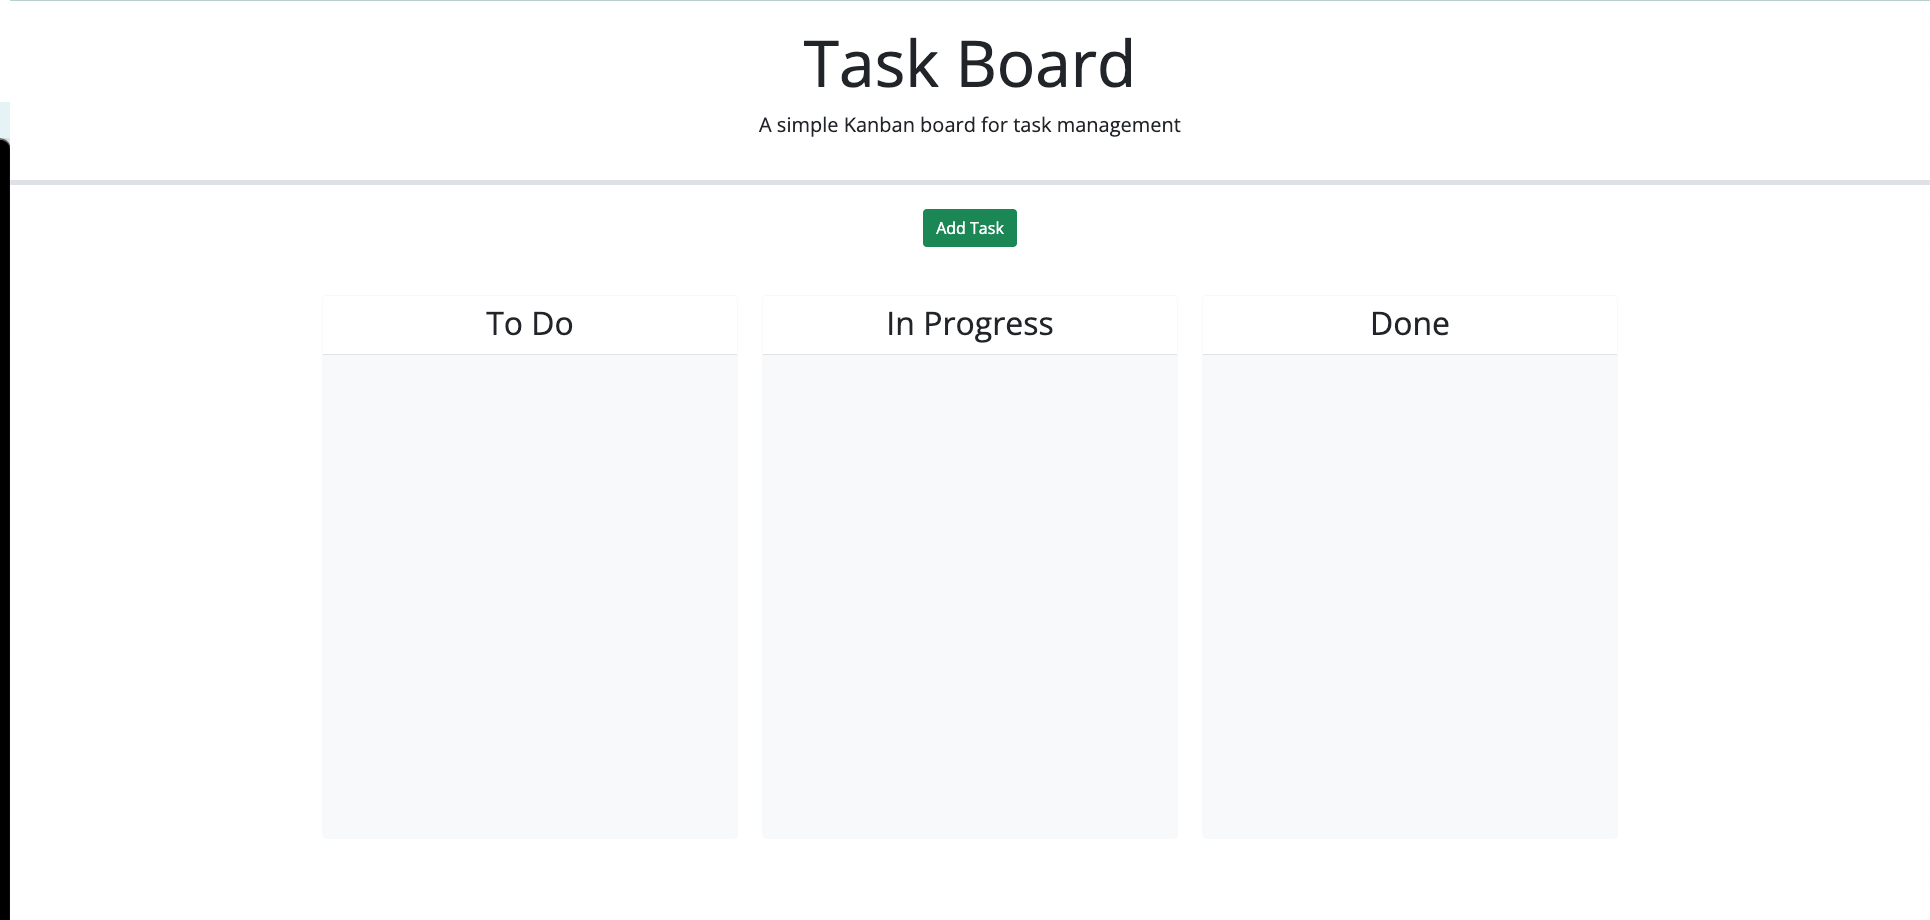 Task Board
A simple Kanban board for task management
Add Task
To Do
In Progress
Done